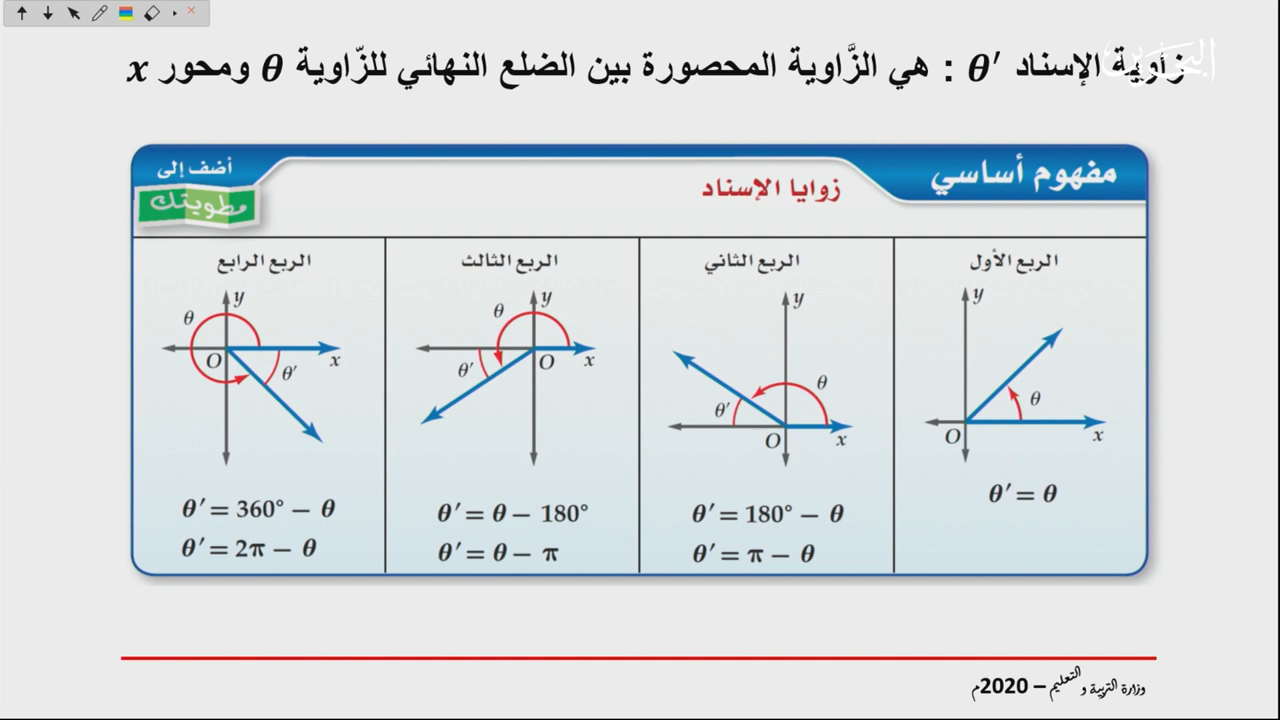 زاوية الإسناد θ′ : هي الزَّاوية المحصورة بين الضلع النهائي للزّاوية θ ومحور x
البحرين
مفهوم أساسي
زوايا الإسناد
أضف إلى
مطويتك
الربع الأول
y
θ
O
x
θ′ = θ
الربع الثاني
y
θ
θ′
O
x
θ′ = 180° − θ
θ′ = π − θ
الربع الثالث
y
θ
θ′
O
x
θ′ = θ − 180°
θ′ = θ − π
الربع الرابع
y
θ
O
x
θ′
θ′ = 360° − θ
θ′ = 2π − θ
وزارة التربية و التعليم – 2020م